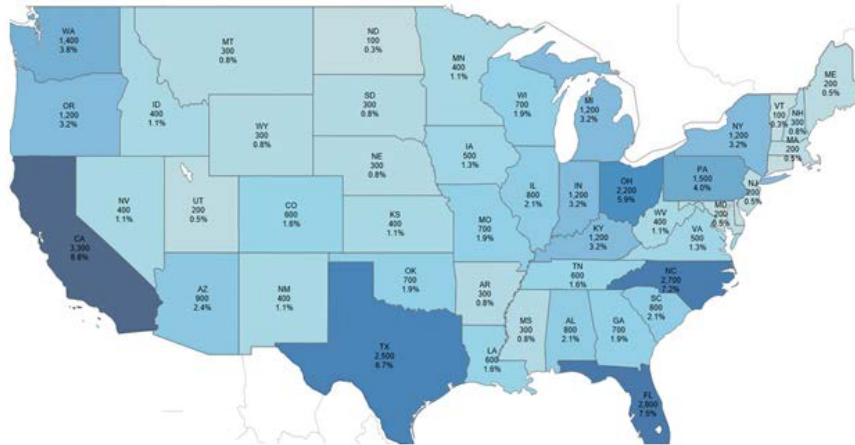 WA
1,400
3.8%
OR
1,200
3.2%
CA
3,300
8.8%
ID
400
1.1%
NV
400
1.1%
MT
300
0.8%
WY
300
0.8%
UT
200
0.5%
AZ
900
2.4%
CO
600
1.6%
NM
400
1.1%
ND
100
0.3%
SD
300
0.8%
NE
300
0.8%
KS
400
1.1%
OK
700
1.9%
TX
2,500
6.7%
MN
400
1.1%
IA
500
1.3%
MO
700
1.9%
AR
300
0.8%
LA
600
1.6%
WI
700
1.9%
IL
800
2.1%
MS
300
0.8%
MI
1,200
3.2%
IN
1,200
3.2%
KY
1,200
3.2%
TN
600
1.6%
AL
800
2.1%
OH
2,200
5.9%
GA
700
1.9%
FL
2,800
7.5%
WV
400
1.1%
VA
500
1.3%
NC
2,700
7.2%
SC
800
2.1%
PA
1,500
4.0%
NY
1,200
3.2%
MD
200
0.5%
NJ
200
0.5%
VT
100
0.3%
NH
300
0.8%
MA
200
0.5%
ME
200
0.5%